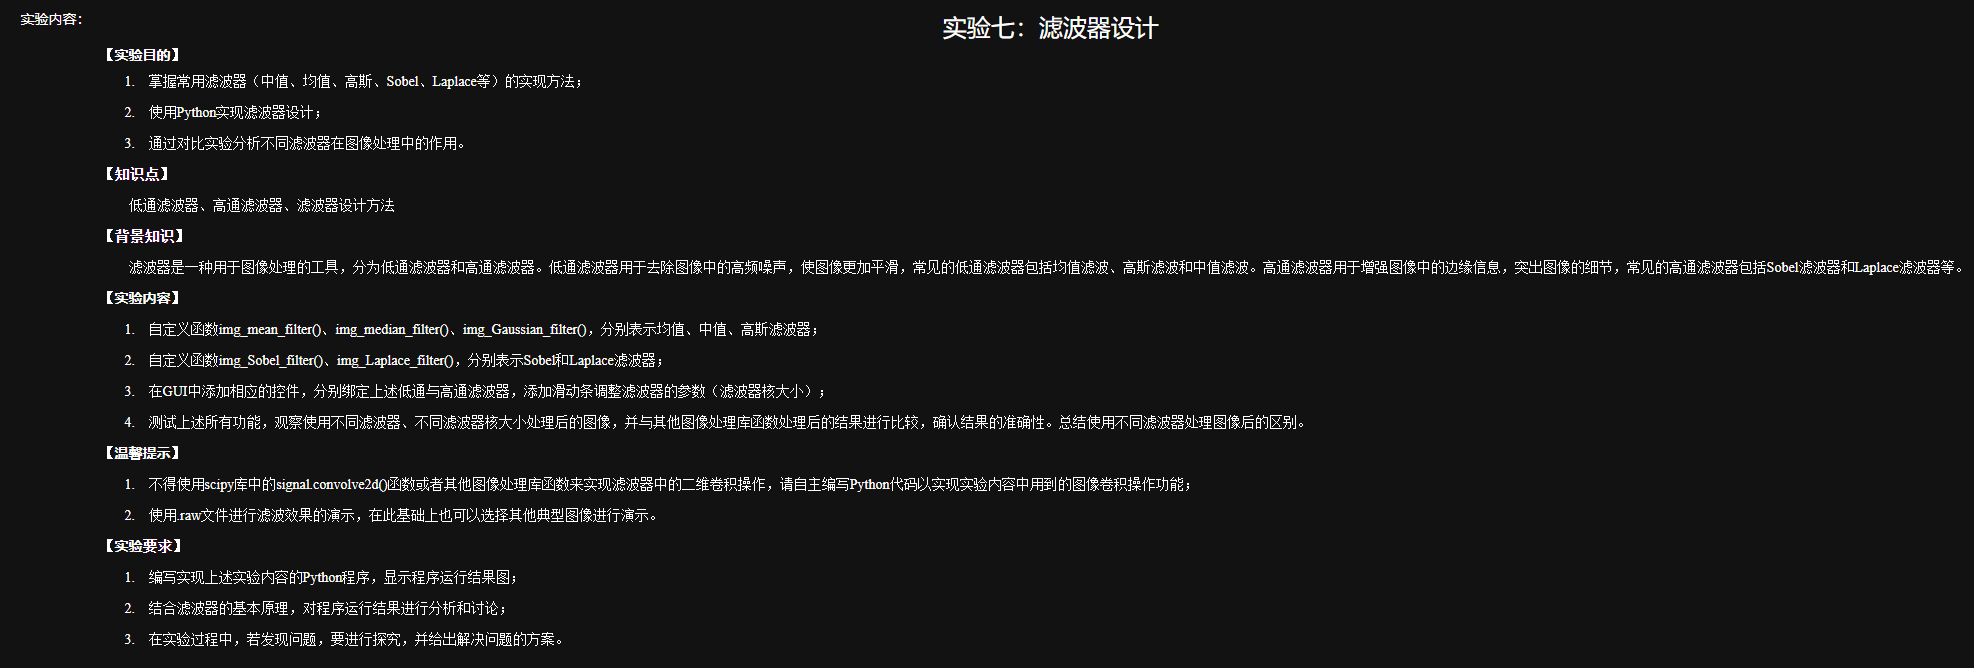 实验内容：
实验七：滤波器设计
【实验目的】
1. 掌握常用滤波器（中值、均值、高斯、Sobel、Laplace等）的实现方法；
2. 使用Python实现滤波器设计；
3. 通过对比实验分析不同滤波器在图像处理中的作用。
【知识点】
低通滤波器、高通滤波器、滤波器设计方法
【背景知识】
滤波器是一种用于图像处理的工具，分为低通滤波器和高通滤波器。低通滤波器用于去除图像中的高频噪声，使图像更加平滑，常见的低通滤波器包括均值滤波、高斯滤波和中值滤波。高通滤波器用于增强图像中的边缘信息，突出图像的细节，常见的高通滤波器包括Sobel滤波器和Laplace滤波器等。
【实验内容】
1. 自定义函数img_mean_filter()、img_median_filter()、img_Gaussian_filter()，分别表示均值、中值、高斯滤波器；
2. 自定义函数img_Sobel_filter()、img_Laplace_filter()，分别表示Sobel和Laplace滤波器；
3. 在GUI中添加相应的控件，分别绑定上述低通与高通滤波器，添加滑动条调整滤波器的参数（滤波器核大小）；
4. 测试上述所有功能，观察使用不同滤波器、不同滤波器核大小处理后的图像，并与其他图像处理库函数处理后的结果进行比较，确认结果的准确性。总结使用不同滤波器处理图像后的区别。
【温馨提示】
1. 不得使用scipy库中的signal.convolve2d()函数或者其他图像处理库函数来实现滤波器中的二维卷积操作，请自主编写Python代码以实现实验内容中用到的图像卷积操作功能；
2. 使用.raw文件进行滤波效果的演示，在此基础上也可以选择其他典型图像进行演示。
【实验要求】
1. 编写实现上述实验内容的Python程序，显示程序运行结果图；
2. 结合滤波器的基本原理，对程序运行结果进行分析和讨论；
3. 在实验过程中，若发现问题，要进行探究，并给出解决问题的方案。